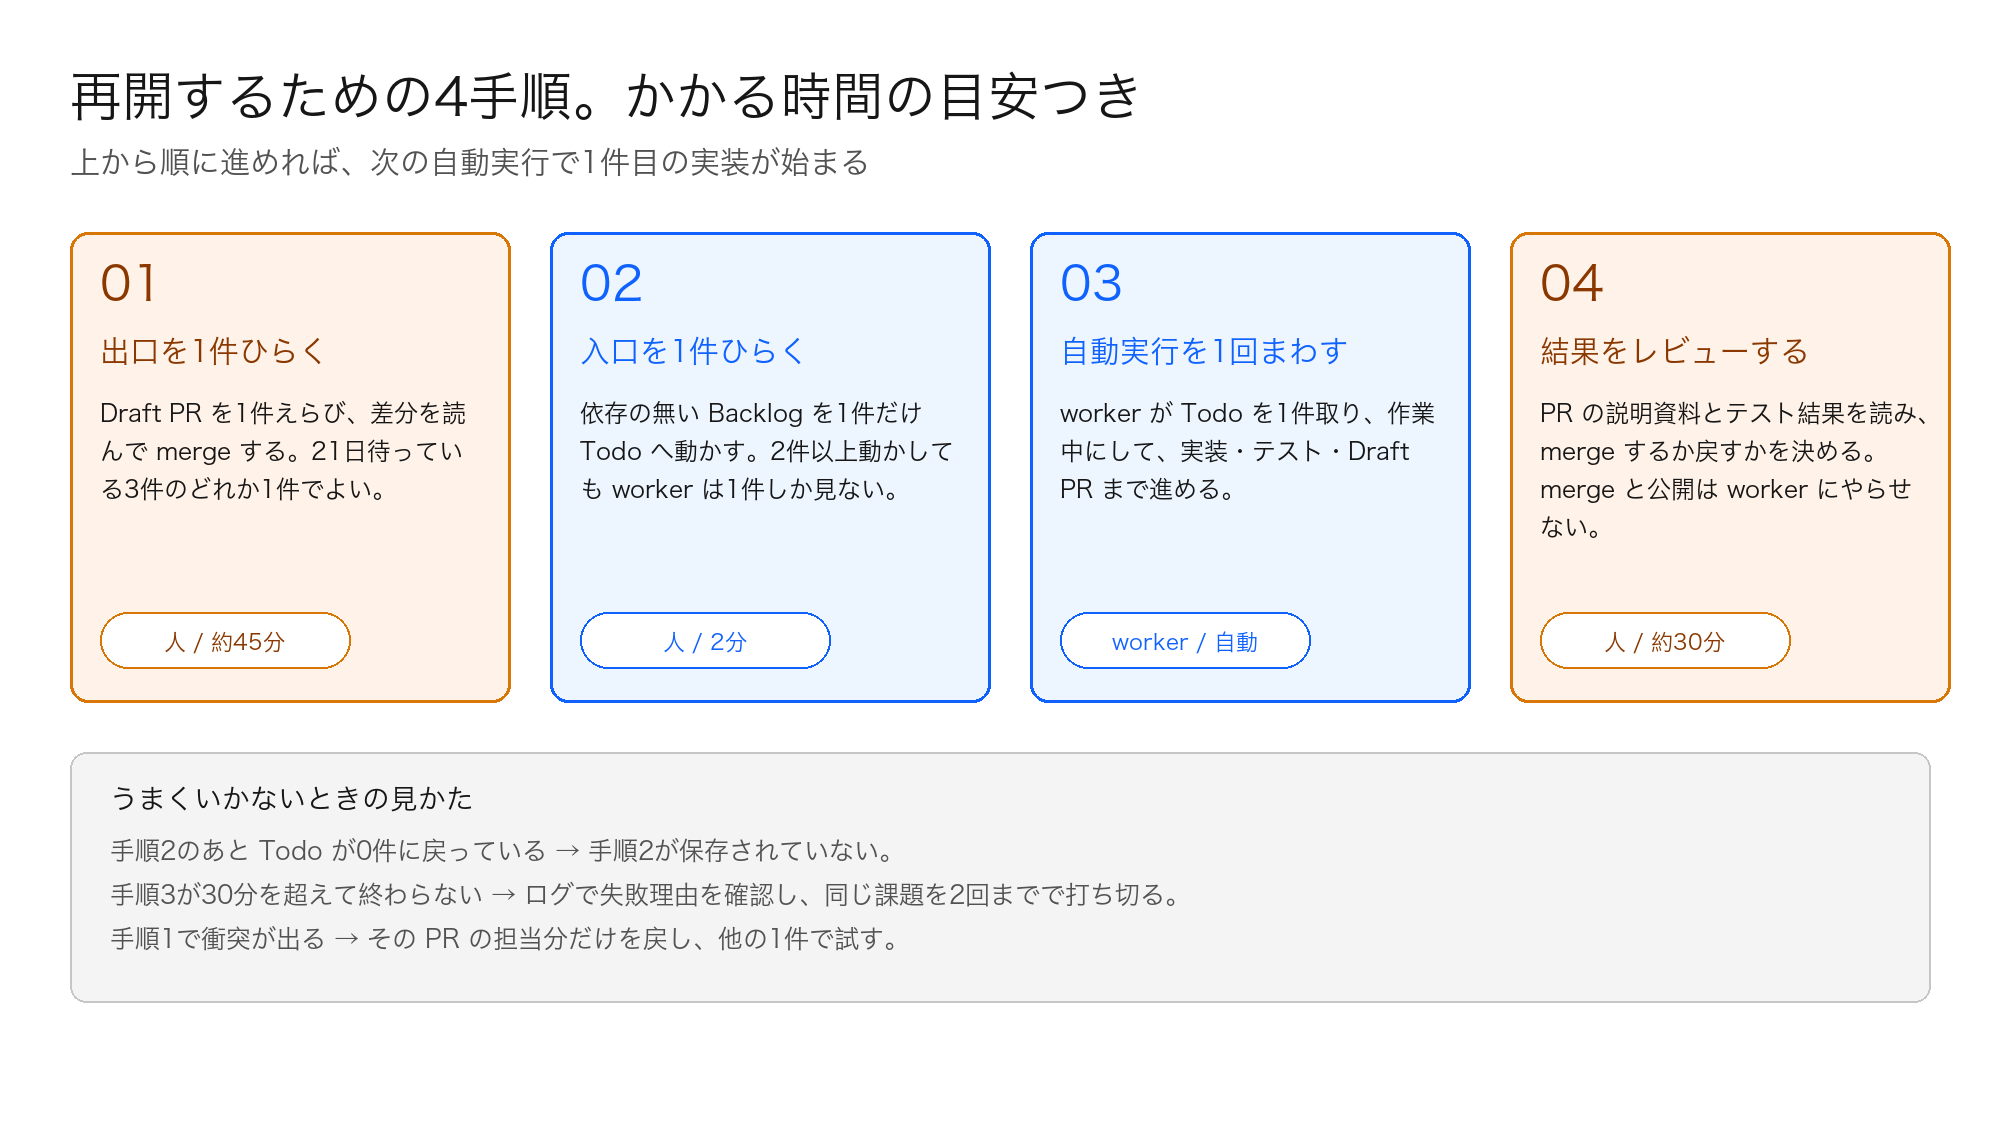 再開するための4手順。かかる時間の目安つき
上から順に進めれば、次の自動実行で1件目の実装が始まる
01
出口を1件ひらく
Draft PR を1件えらび、差分を読
んで merge する。21日待ってい
る3件のどれか1件でよい。
人 / 約45分
02
入口を1件ひらく
依存の無い Backlog を1件だけ
Todo へ動かす。2件以上動かして
も worker は1件しか見ない。
人 / 2分
03
自動実行を1回まわす
worker が Todo を1件取り、作業
中にして、実装・テスト・Draft
PR まで進める。
worker / 自動
04
結果をレビューする
PR の説明資料とテスト結果を読み、
merge するか戻すかを決める。
merge と公開は worker にやらせ
ない。
人 / 約30分
うまくいかないときの見かた
手順2のあと Todo が0件に戻っている → 手順2が保存されていない。
手順3が30分を超えて終わらない → ログで失敗理由を確認し、同じ課題を2回までで打ち切る。
手順1で衝突が出る → その PR の担当分だけを戻し、他の1件で試す。